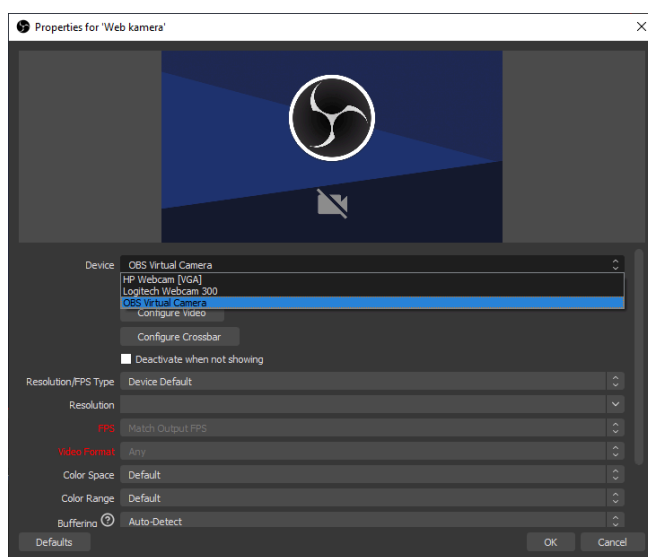 Properties for 'Web kamera'
Device OBS Virtual Camera
HP Webcam [VGA]
Logitech Webcam 300
OBS Virtual Camera
Configure Video
Configure Crossbar
Deactivate when not showing
Resolution/FPS Type Device Default
Resolution
FPS Match Output FPS
Video Format Any
Color Space Default
Color Range Default
Buffering ? Auto-Detect
Defaults OK Cancel